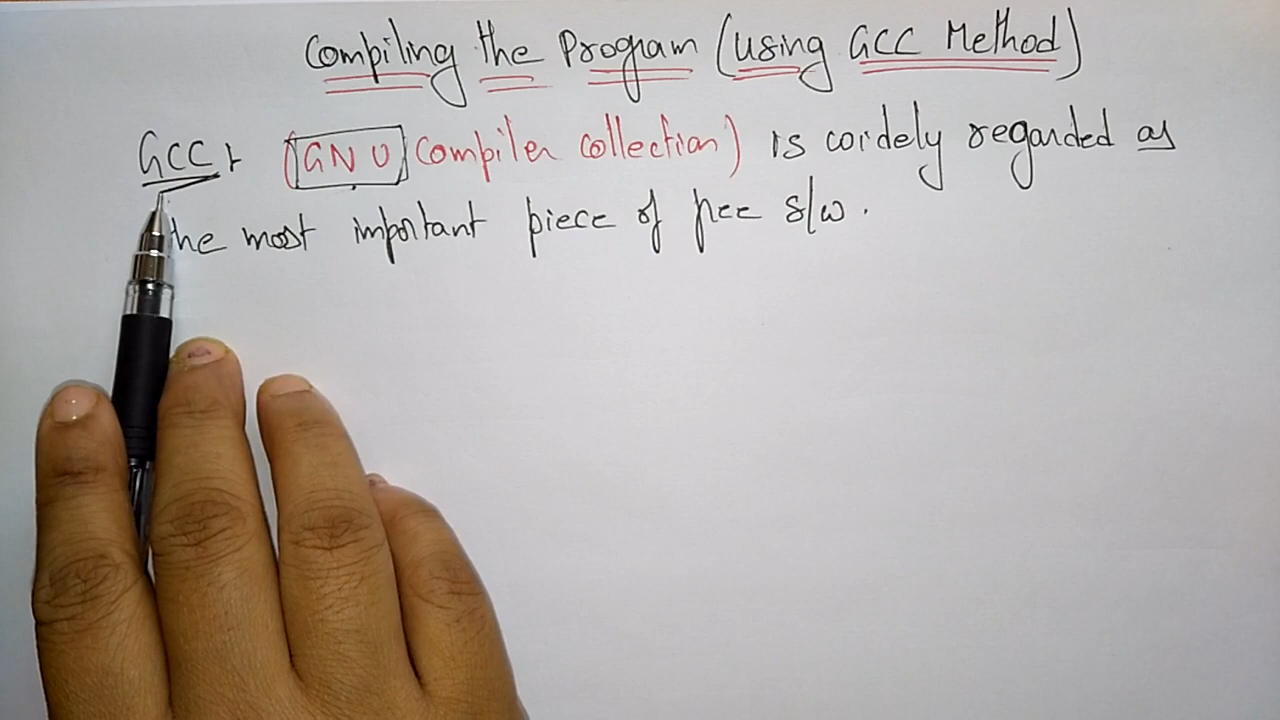 Compiling the Program (Using GCC Method)
GCC : (GNU Compiler collection) is widely regarded as
the most important piece of free s/w.